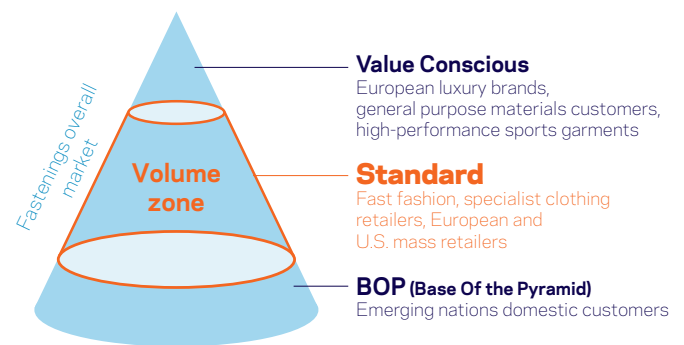 Fastenings overall
market
Volume
zone
Value Conscious
European luxury brands,
general purpose materials customers,
high-performance sports garments
Standard
Fast fashion, specialist clothing
retailers, European and
U.S. mass retailers
BOP (Base Of the Pyramid)
Emerging nations domestic customers